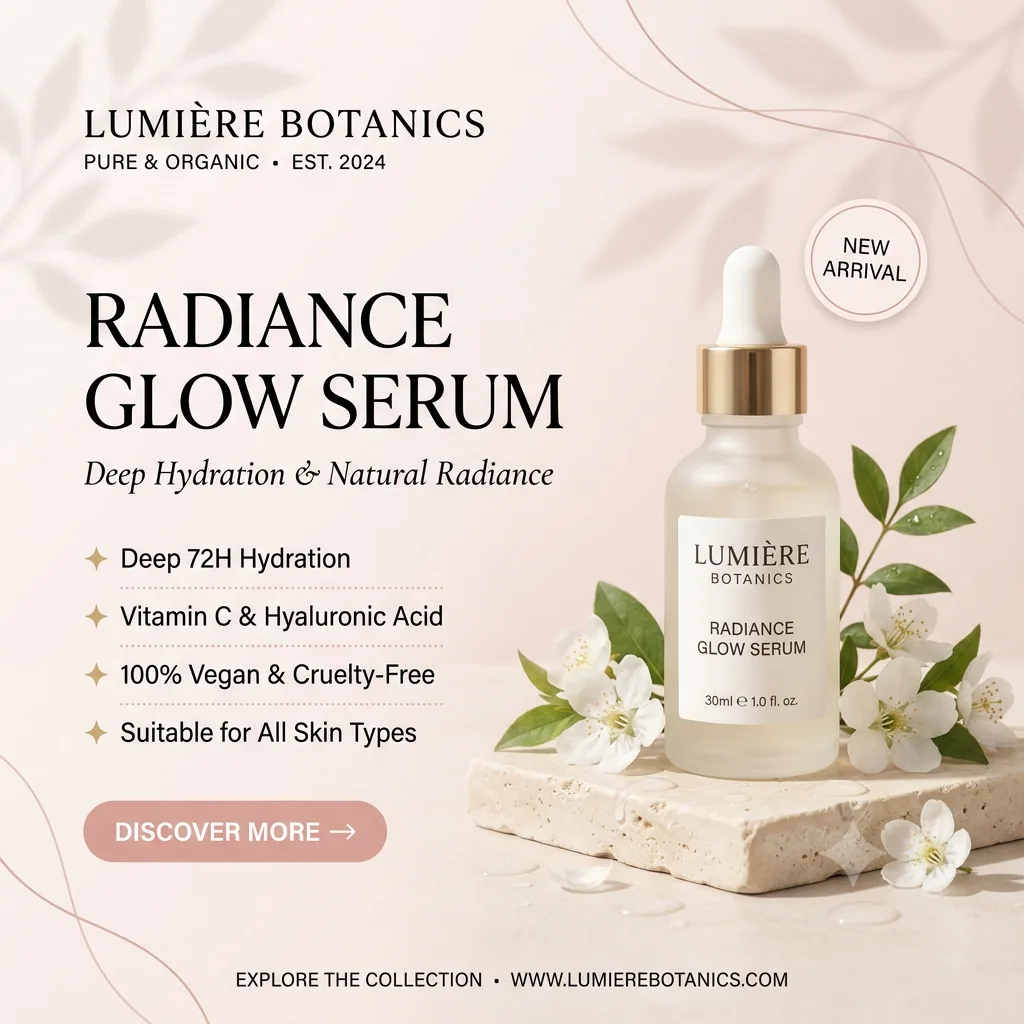 LUMIÈRE BOTANICS
PURE & ORGANIC • EST. 2024
NEW
ARRIVAL
RADIANCE
GLOW SERUM
Deep Hydration & Natural Radiance
Deep 72H Hydration
Vitamin C & Hyaluronic Acid
100% Vegan & Cruelty-Free
Suitable for All Skin Types
DISCOVER MORE →
LUMIÈRE
BOTANICS
RADIANCE
GLOW SERUM
30ml ℮ 1.0 fl. oz.
EXPLORE THE COLLECTION • WWW.LUMIEREBOTANICS.COM